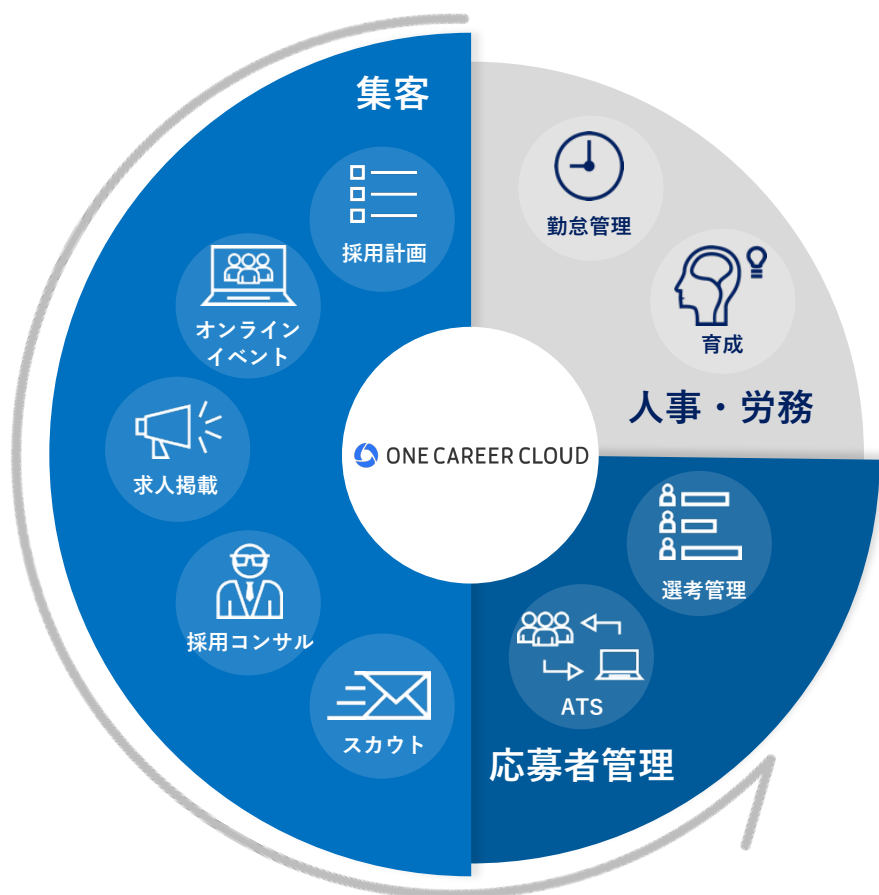 集客
採用計画
オンライン
イベント
求人掲載
採用コンサル
スカウト
勤怠管理
育成
人事・労務
ONE CAREER CLOUD
選考管理
ATS
応募者管理